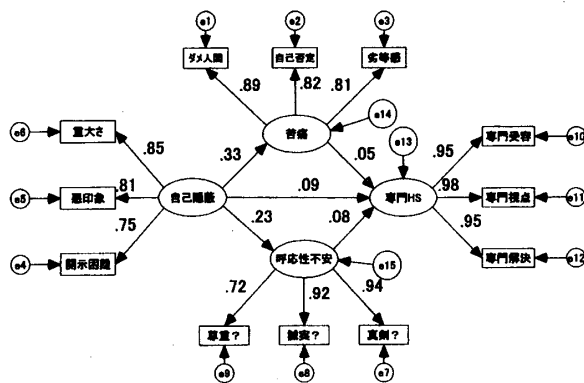 e1
e2
e3
ダメ人間
自己否定
劣等感
.89
.82
.81
e14
苦痛
e13
e6
重大さ
.85
.33
.05
.95
専門受容
e10
e5
悪印象
.81
自己隠蔽
.09
専門HS
.98
専門視点
e11
.75
.23
.08
.95
e4
開示困難
呼応性不安
e15
専門解決
e12
.72
.92
.94
尊重？
誠実？
真剣？
e9
e8
e7